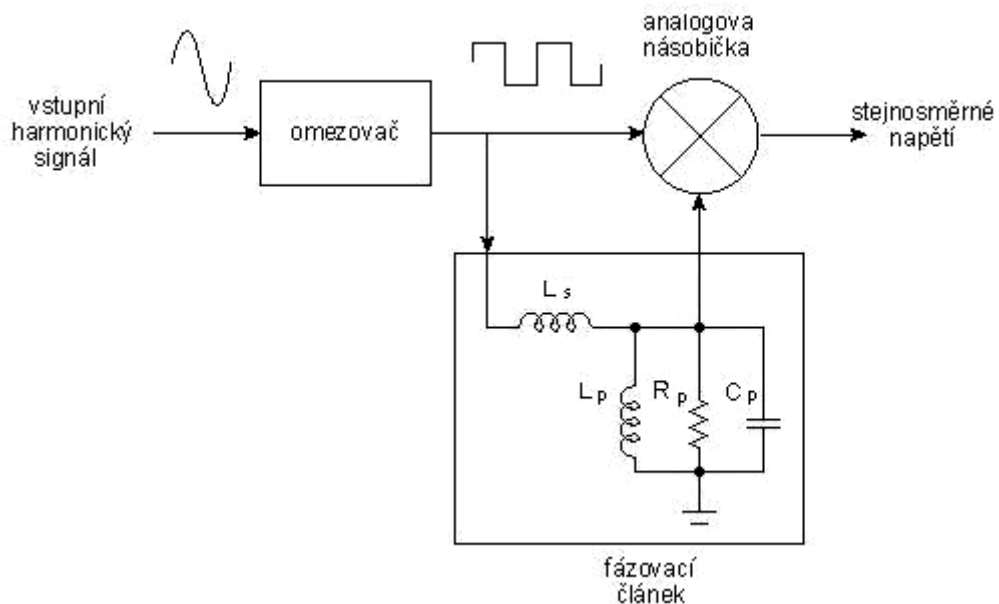 analogova
násobička
vstupní
harmonický
signál
omezovač
stejnosměrné
napětí
L s
L p
R p
C p
fázovací
článek